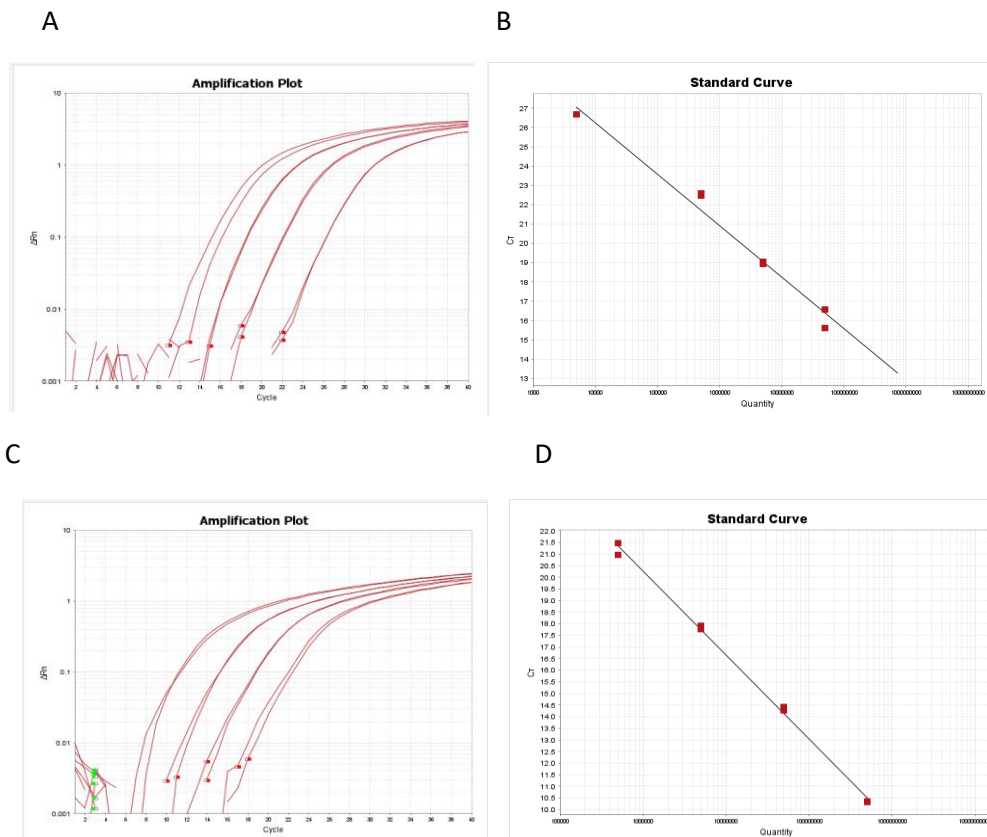 A
B
Amplification Plot
10
1
0.1
0.01
0.001
ΔRn
2 4 6 8 10 12 14 16 18 20 22 24 26 28 30 32 34 36 38 40
Cycle
Standard Curve
27
26
25
24
23
22
21
20
19
18
17
16
15
14
13
CT
1000 10000 100000 1000000 10000000 100000000 1000000000 10000000000
Quantity
C
D
Amplification Plot
10
1
0.1
0.01
0.001
ΔRn
2 4 6 8 10 12 14 16 18 20 22 24 26 28 30 32 34 36 38 40
Cycle
Standard Curve
22.0
21.5
21.0
20.5
20.0
19.5
19.0
18.5
18.0
17.5
17.0
16.5
16.0
15.5
15.0
14.5
14.0
13.5
13.0
12.5
12.0
11.5
11.0
10.5
10.0
CT
100000 1000000 10000000 100000000 1000000000
Quantity